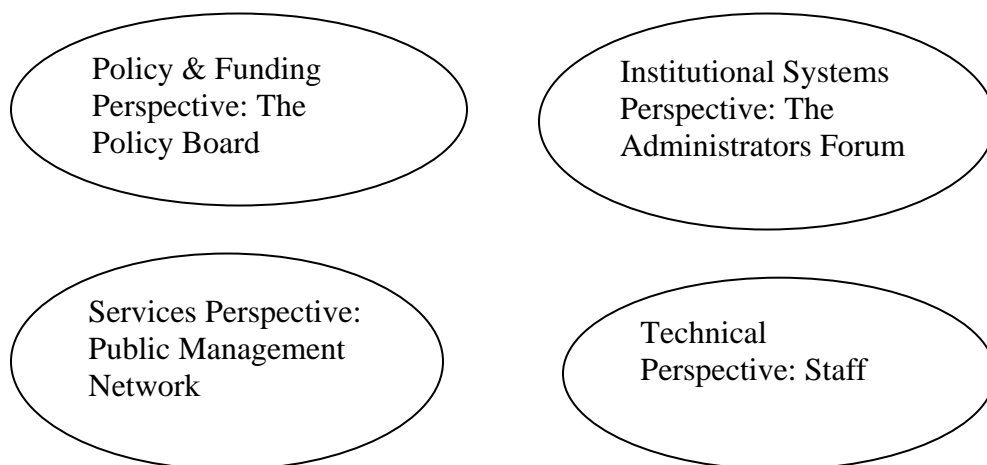 Policy & Funding
Perspective: The
Policy Board
Institutional Systems
Perspective: The
Administrators Forum
Services Perspective:
Public Management
Network
Technical
Perspective: Staff